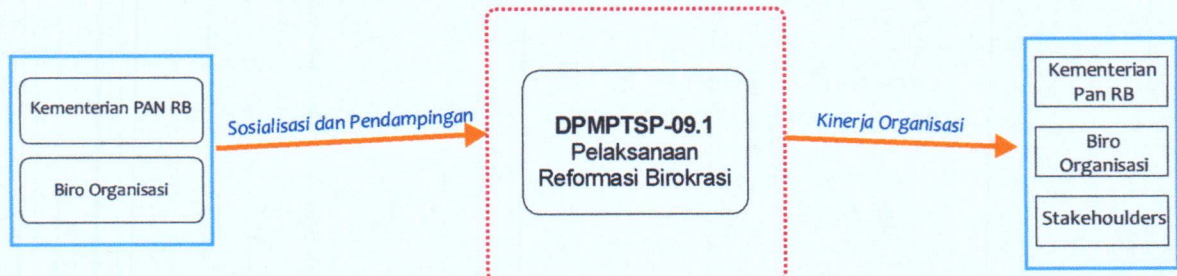 Kementerian PAN RB
Biro Organisasi
Sosialisasi dan Pendampingan
DPMPTSP-09.1
Pelaksanaan
Reformasi Birokrasi
Kinerja Organisasi
Kementerian
Pan RB
Biro
Organisasi
Stakehoulders